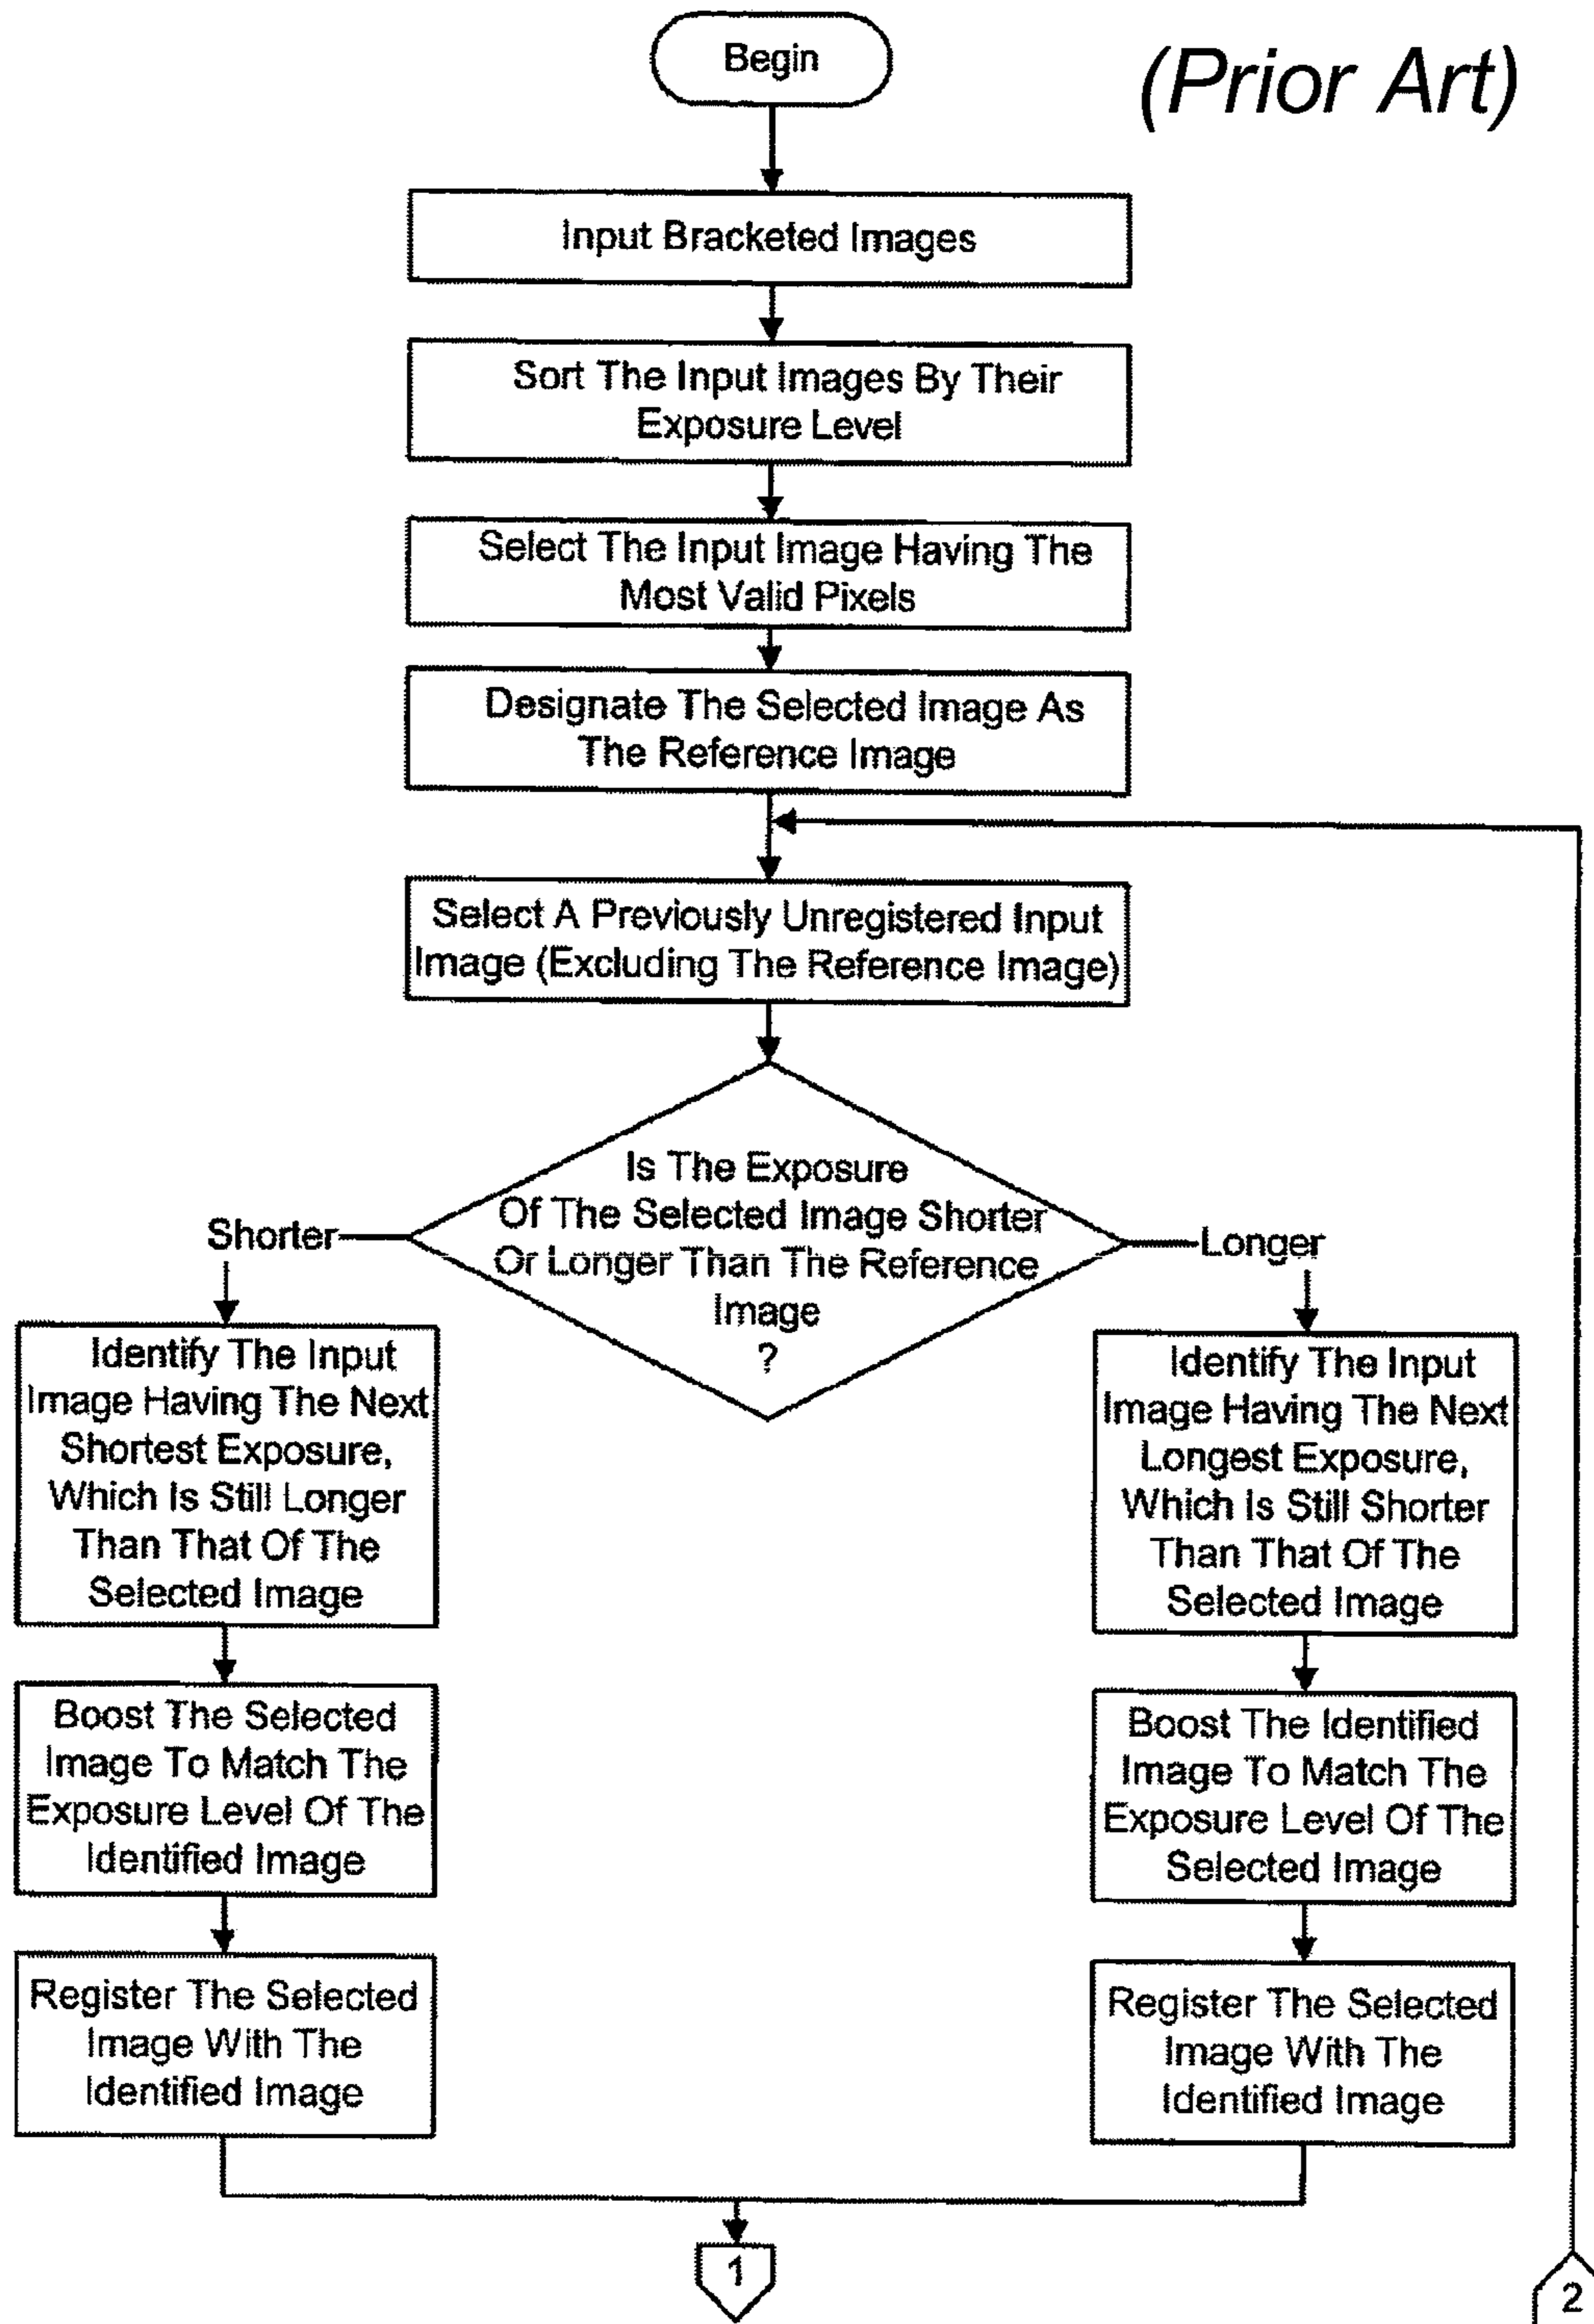 Begin
(Prior Art)
Input Bracketed Images
Sort The Input Images By Their
Exposure Level
Select The Input Image Having The
Most Valid Pixels
Designate The Selected Image As
The Reference Image
Select A Previously Unregistered Input
Image (Excluding The Reference Image)
Is The Exposure
Of The Selected Image Shorter
Or Longer Than The Reference
Image
?
Shorter
Longer
Identify The Input
Image Having The Next
Shortest Exposure,
Which Is Still Longer
Than That Of The
Selected Image
Identify The Input
Image Having The Next
Longest Exposure,
Which Is Still Shorter
Than That Of The
Selected Image
Boost The Selected
Image To Match The
Exposure Level Of The
Identified Image
Boost The Identified
Image To Match The
Exposure Level Of The
Selected Image
Register The Selected
Image With The
Identified Image
Register The Selected
Image With The
Identified Image
1
2